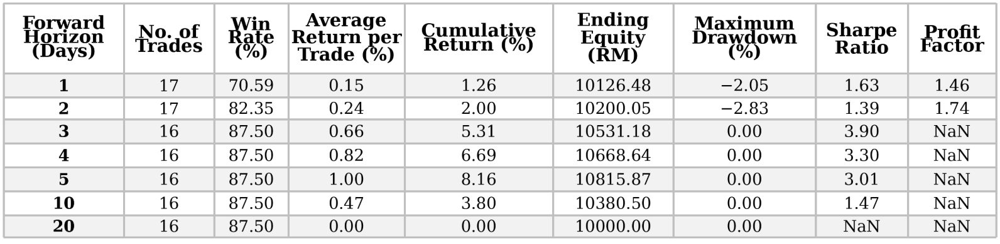 Forward Horizon (Days) No. of Trades Win Rate (%) Average Return per Trade (%) Cumulative Return (%) Ending Equity (RM) Maximum Drawdown (%) Sharpe Ratio Profit Factor
1 17 70.59 0.15 1.26 10126.48 −2.05 1.63 1.46
2 17 82.35 0.24 2.00 10200.05 −2.83 1.39 1.74
3 16 87.50 0.66 5.31 10531.18 0.00 3.90 NaN
4 16 87.50 0.82 6.69 10668.64 0.00 3.30 NaN
5 16 87.50 1.00 8.16 10815.87 0.00 3.01 NaN
10 16 87.50 0.47 3.80 10380.50 0.00 1.47 NaN
20 16 87.50 0.00 0.00 10000.00 0.00 NaN NaN